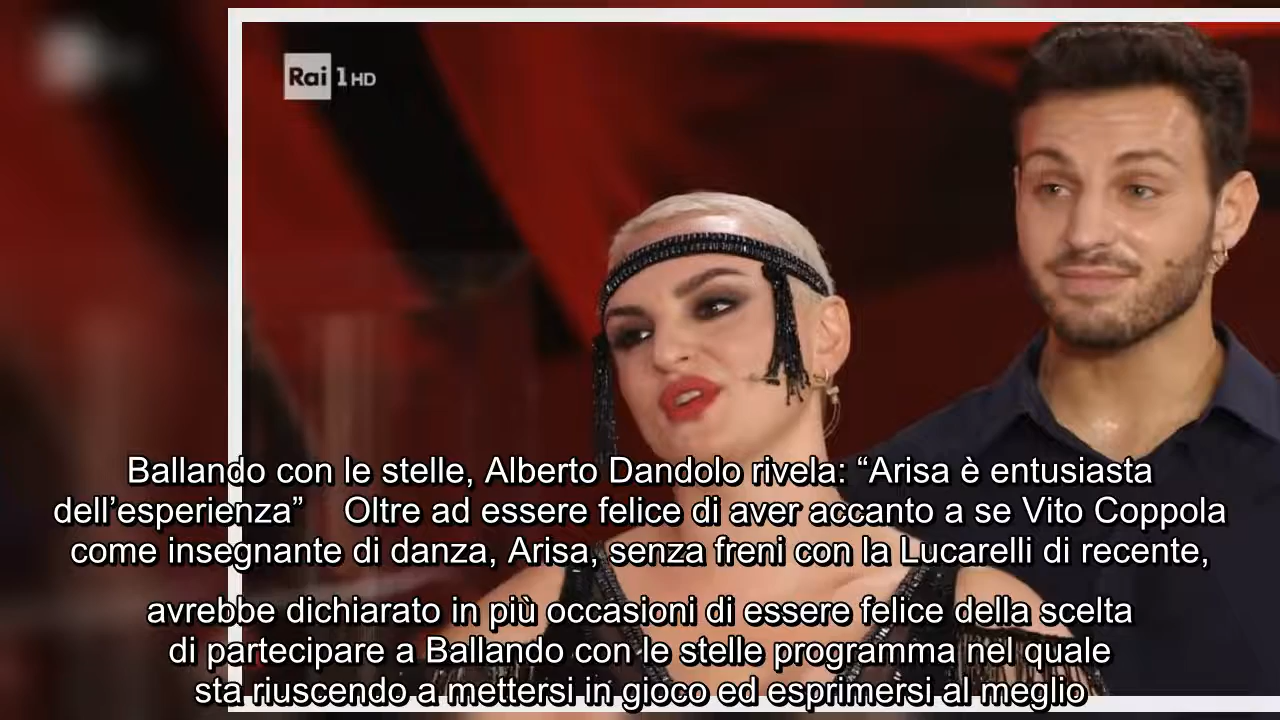 Rai 1 HD
Ballando con le stelle, Alberto Dandolo rivela: “Arisa è entusiasta
dell’esperienza” Oltre ad essere felice di aver accanto a se Vito Coppola
come insegnante di danza, Arisa, senza freni con la Lucarelli di recente,
avrebbe dichiarato in più occasioni di essere felice della scelta
di partecipare a Ballando con le stelle programma nel quale
sta riuscendo a mettersi in gioco ed esprimersi al meglio